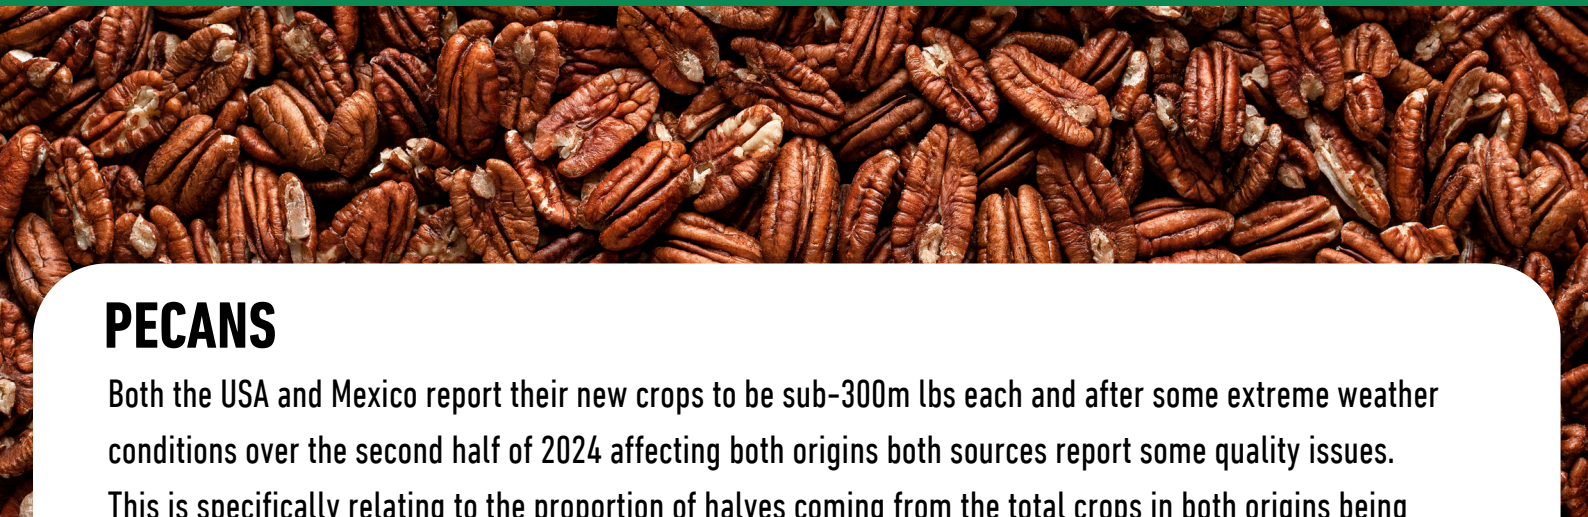 PECANS
Both the USA and Mexico report their new crops to be sub-300m lbs each and after some extreme weather
conditions over the second half of 2024 affecting both origins both sources report some quality issues.
This is specifically relating to the proportion of halves coming from the total crops in both origins being